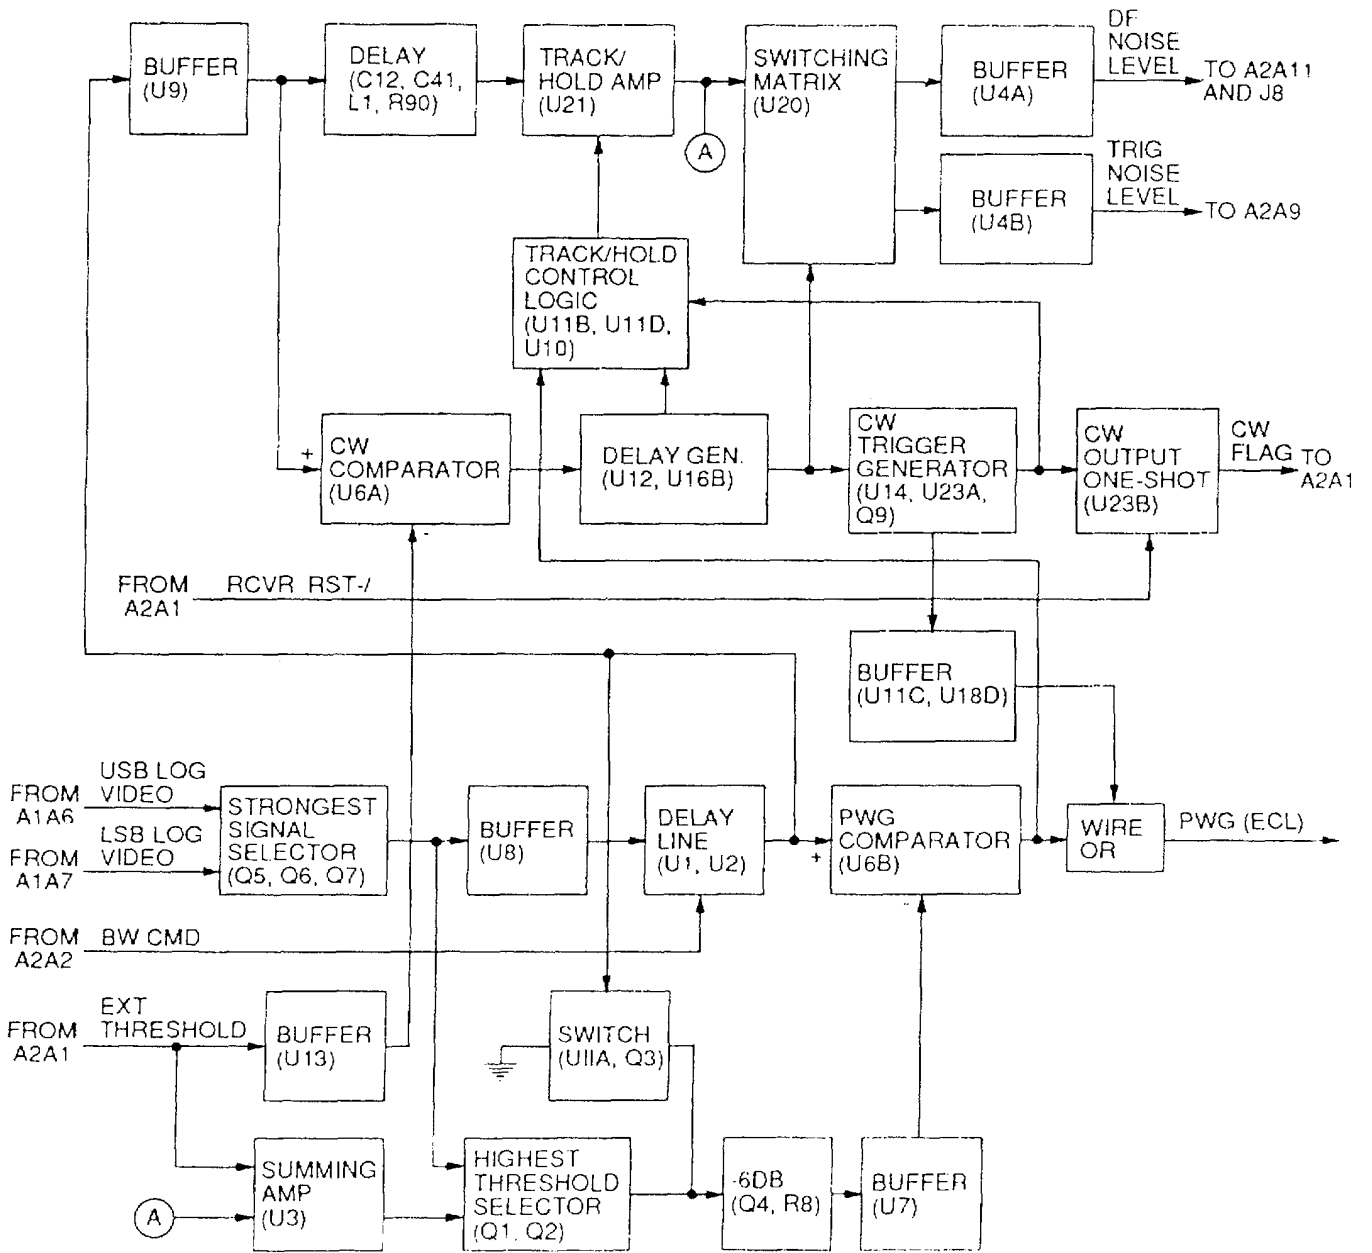 BUFFER
(U9)
DELAY
(C12, C41,
L1, R90)
TRACK/
HOLD AMP
(U21)
A
SWITCHING
MATRIX
(U20)
BUFFER
(U4A)
DF
NOISE
LEVEL
TO A2A11
AND J8
BUFFER
(U4B)
TRIG
NOISE
LEVEL
TO A2A9
TRACK/HOLD
CONTROL
LOGIC
(U11B, U11D,
U10)
+
CW
COMPARATOR
(U6A)
-
DELAY GEN.
(U12, U16B)
CW
TRIGGER
GENERATOR
(U14, U23A,
Q9)
CW
OUTPUT
ONE-SHOT
(U23B)
CW
FLAG
TO
A2A1
FROM
A2A1
RCVR RST-/
BUFFER
(U11C, U18D)
FROM
A1A6
USB LOG
VIDEO
FROM
A1A7
LSB LOG
VIDEO
STRONGEST
SIGNAL
SELECTOR
(Q5, Q6, Q7)
BUFFER
(U8)
DELAY
LINE
(U1, U2)
+
PWG
COMPARATOR
(U6B)
-
WIRE
OR
PWG (ECL)
FROM
A2A2
BW CMD
FROM
A2A1
EXT
THRESHOLD
BUFFER
(U13)
SWITCH
(UIIA, Q3)
A
SUMMING
AMP
(U3)
HIGHEST
THRESHOLD
SELECTOR
(Q1, Q2)
-6DB
(Q4, R8)
BUFFER
(U7)